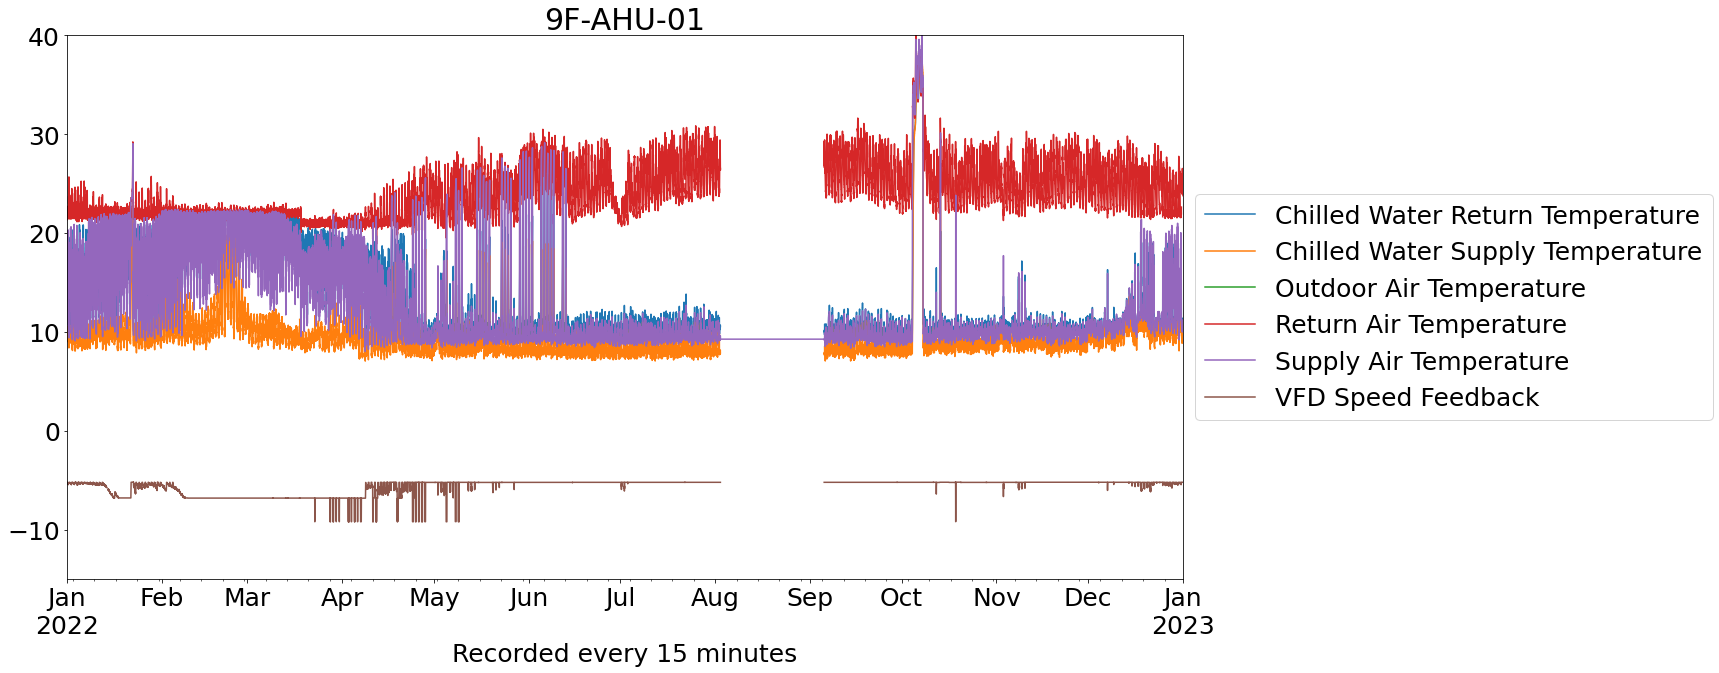 9F-AHU-01
40
30
20
10
0
−10
Jan Feb Mar Apr May Jun Jul Aug Sep Oct Nov Dec Jan
2022 2023
Recorded every 15 minutes
Chilled Water Return Temperature
Chilled Water Supply Temperature
Outdoor Air Temperature
Return Air Temperature
Supply Air Temperature
VFD Speed Feedback